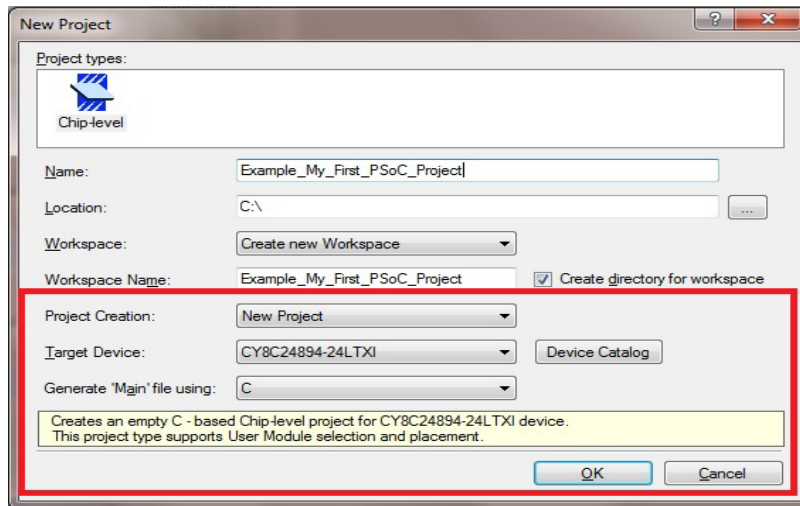 New Project
Project types:
Chip-level
Name: Example_My_First_PSoC_Project
Location: C:\ ...
Workspace: Create new Workspace
Workspace Name: Example_My_First_PSoC_Project Create directory for workspace
Project Creation: New Project
Target Device: CY8C24894-24LTXI Device Catalog
Generate 'Main' file using: C
Creates an empty C - based Chip-level project for CY8C24894-24LTXI device.
This project type supports User Module selection and placement.
OK Cancel